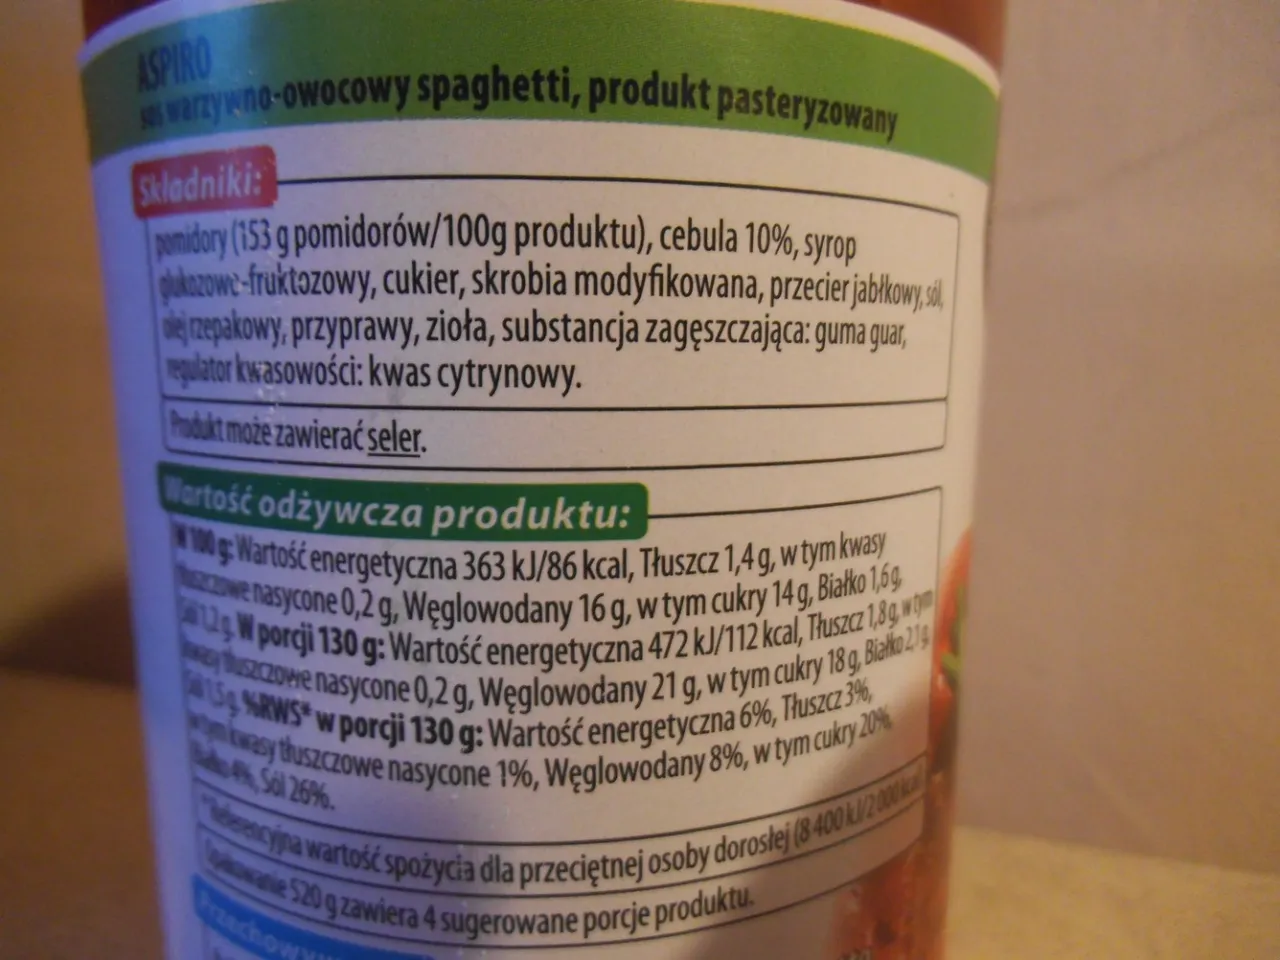 ASPIRO
sos warzywno-owocowy spaghetti, produkt pasteryzowany
Składniki:
pomidory (153 g pomidorów/100g produktu), cebula 10%, syrop
glukozowo-fruktozowy, cukier, skrobia modyfikowana, przecier jabłkowy, sól,
olej rzepakowy, przyprawy, zioła, substancja zagęszczająca: guma guar,
regulator kwasowości: kwas cytrynowy.
Produkt może zawierać seler.
Wartość odżywcza produktu:
W 100 g: Wartość energetyczna 363 kJ/86 kcal, Tłuszcz 1,4 g, w tym kwasy
tłuszczowe nasycone 0,2 g, Węglowodany 16 g, w tym cukry 14 g, Białko 1,6 g,
Sól 1,2 g. W porcji 130 g: Wartość energetyczna 472 kJ/112 kcal, Tłuszcz 1,8 g, w tym
kwasy tłuszczowe nasycone 0,2 g, Węglowodany 21 g, w tym cukry 18 g, Białko 2,1 g,
Sól 1,5 g. %RWS* w porcji 130 g: Wartość energetyczna 6%, Tłuszcz 3%,
w tym kwasy tłuszczowe nasycone 1%, Węglowodany 8%, w tym cukry 20%,
Białko 4%, Sól 26%.
*Referencyjna wartość spożycia dla przeciętnej osoby dorosłej (8 400 kJ/2 000 kcal)
Opakowanie 520 g zawiera 4 sugerowane porcje produktu.